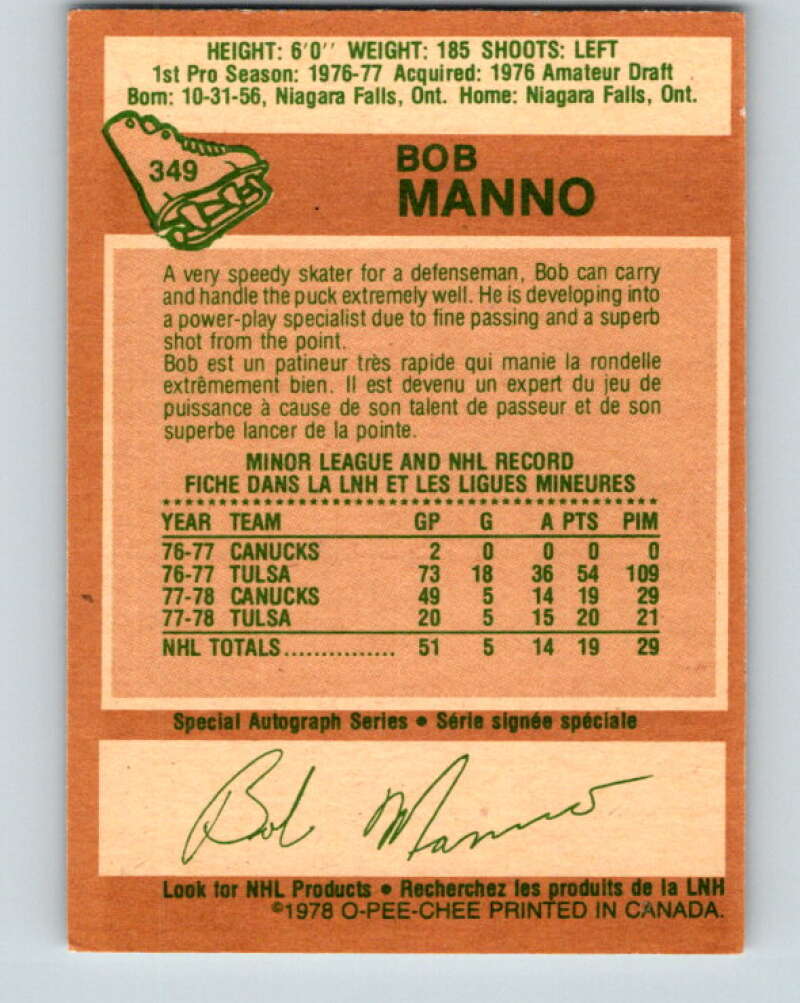 HEIGHT: 6'0'' WEIGHT: 185 SHOOTS: LEFT
1st Pro Season: 1976-77 Acquired: 1976 Amateur Draft
Born: 10-31-56, Niagara Falls, Ont. Home: Niagara Falls, Ont.
349
BOB
MANNO
A very speedy skater for a defenseman, Bob can carry
and handle the puck extremely well. He is developing into
a power-play specialist due to fine passing and a superb
shot from the point.
Bob est un patineur très rapide qui manie la rondelle
extrêmement bien. Il est devenu un expert du jeu de
puissance à cause de son talent de passeur et de son
superbe lancer de la pointe.
MINOR LEAGUE AND NHL RECORD
FICHE DANS LA LNH ET LES LIGUES MINEURES
YEAR TEAM GP G A PTS PIM
76-77 CANUCKS 2 0 0 0 0
76-77 TULSA 73 18 36 54 109
77-78 CANUCKS 49 5 14 19 29
77-78 TULSA 20 5 15 20 21
NHL TOTALS............... 51 5 14 19 29
Special Autograph Series • Série signée spéciale
Bob Manno
Look for NHL Products • Recherchez les produits de la LNH
©1978 O-PEE-CHEE PRINTED IN CANADA.